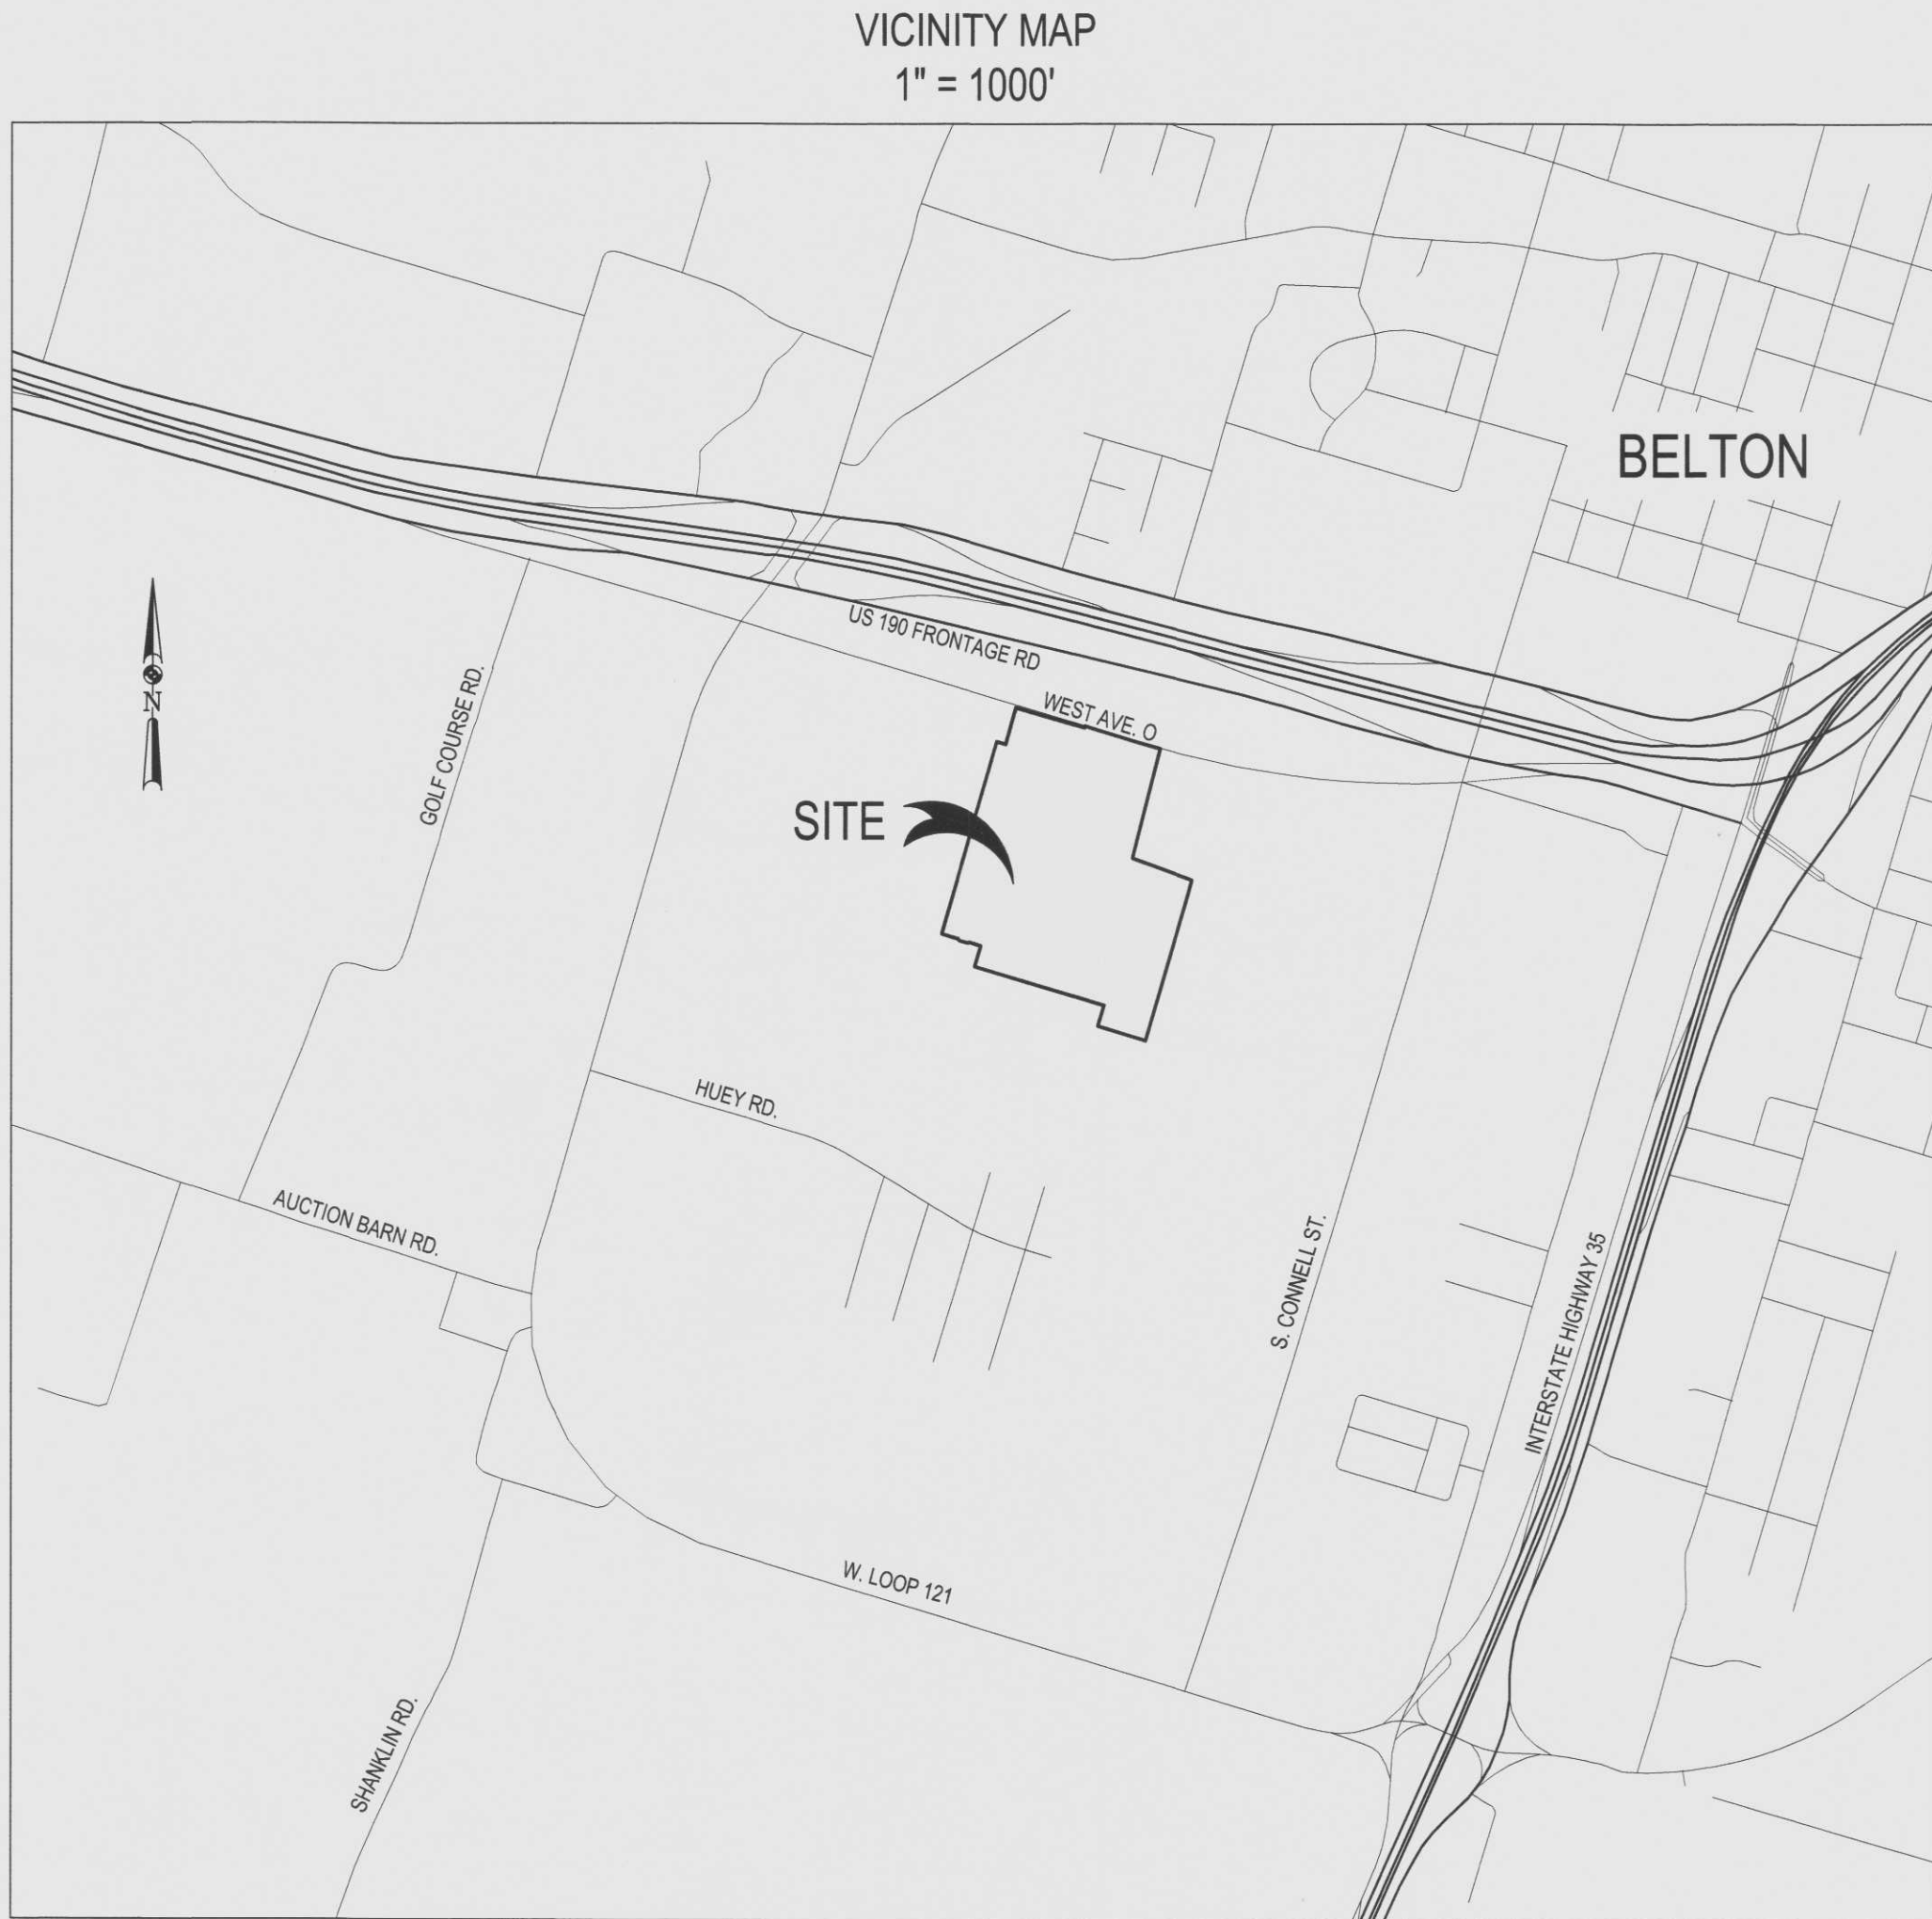 VICINITY MAP
1" = 1000'
BELTON
US 190 FRONTAGE RD
WEST AVE. O
N
GOLF COURSE RD.
SITE
HUEY RD.
AUCTION BARN RD.
S. CONNELL ST.
INTERSTATE HIGHWAY 35
W. LOOP 121
SHANKLIN RD.